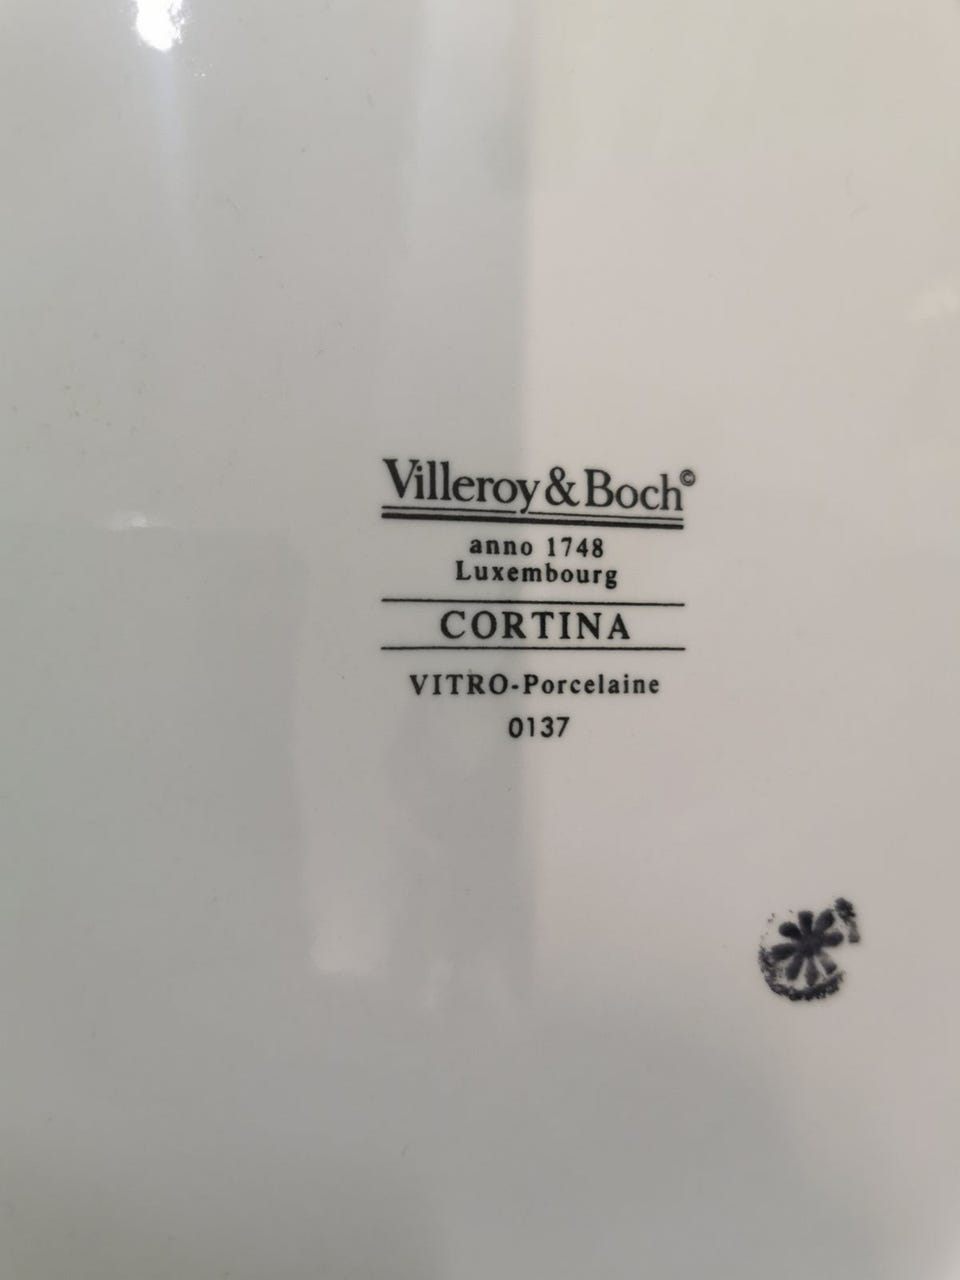 Villeroy & Boch©
anno 1748
Luxembourg
CORTINA
VITRO-Porcelaine
0137